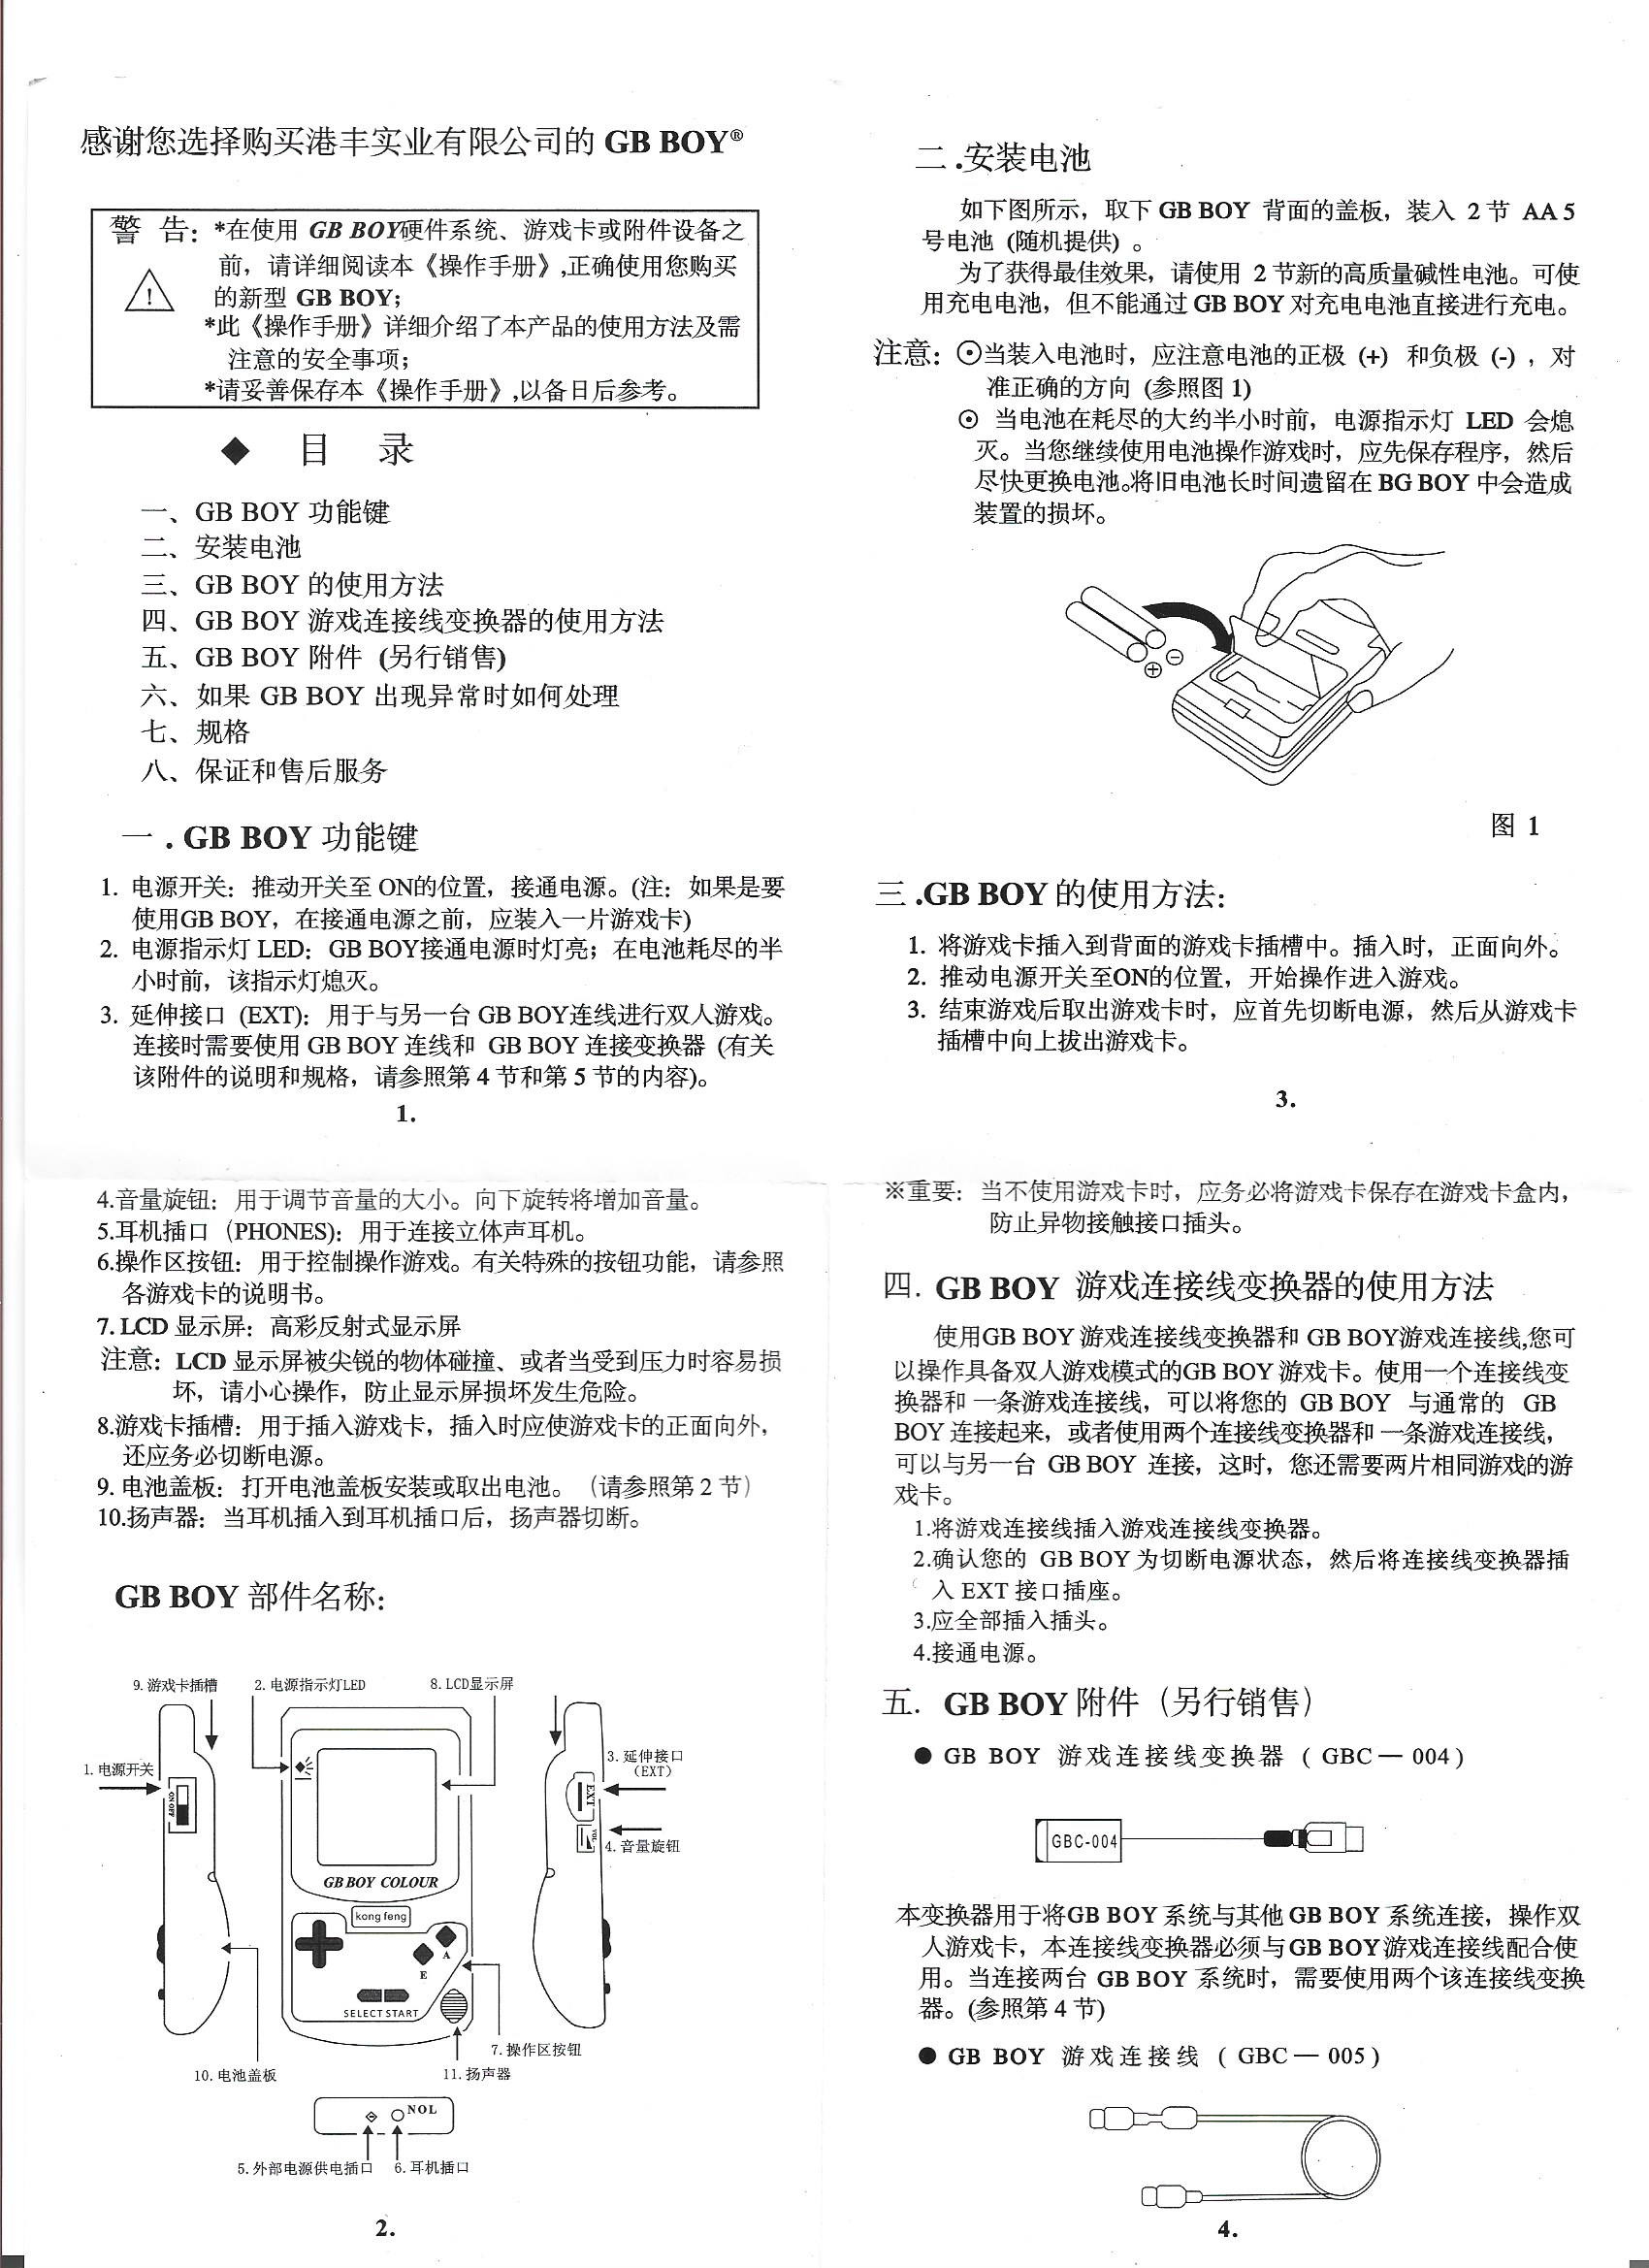 感谢您选择购买港丰实业有限公司的 GB BOY®
警 告: *在使用 GB BOY硬件系统、游戏卡或附件设备之
前，请详细阅读本《操作手册》,正确使用您购买
的新型 GB BOY;
*此《操作手册》详细介绍了本产品的使用方法及需
注意的安全事项;
*请妥善保存本《操作手册》,以备日后参考。
◆ 目 录
一、GB BOY 功能键
二、安装电池
三、GB BOY 的使用方法
四、GB BOY 游戏连接线变换器的使用方法
五、GB BOY 附件 (另行销售)
六、如果 GB BOY 出现异常时如何处理
七、规格
八、保证和售后服务
一 . GB BOY 功能键
1. 电源开关: 推动开关至 ON的位置，接通电源。(注: 如果是要
使用GB BOY，在接通电源之前，应装入一片游戏卡)
2. 电源指示灯 LED: GB BOY接通电源时灯亮；在电池耗尽的半
小时前，该指示灯熄灭。
3. 延伸接口 (EXT): 用于与另一台 GB BOY连线进行双人游戏。
连接时需要使用 GB BOY 连线和 GB BOY 连接变换器 (有关
该附件的说明和规格，请参照第 4 节和第 5 节的内容)。
1.
4.音量旋钮: 用于调节音量的大小。向下旋转将增加音量。
5.耳机插口（PHONES): 用于连接立体声耳机。
6.操作区按钮: 用于控制操作游戏。有关特殊的按钮功能，请参照
各游戏卡的说明书。
7. LCD 显示屏: 高彩反射式显示屏
注意: LCD 显示屏被尖锐的物体碰撞、或者当受到压力时容易损
坏，请小心操作，防止显示屏损坏发生危险。
8.游戏卡插槽: 用于插入游戏卡，插入时应使游戏卡的正面向外，
还应务必切断电源。
9. 电池盖板: 打开电池盖板安装或取出电池。（请参照第 2 节）
10.扬声器: 当耳机插入到耳机插口后，扬声器切断。
GB BOY 部件名称:
9. 游戏卡插槽
2. 电源指示灯LED
8. LCD显示屏
1. 电源开关
3. 延伸接口
（EXT）
ON OFF
EXT
VOL
4. 音量旋钮
GB BOY COLOUR
kong feng
A
E
SELECT START
7. 操作区按钮
10. 电池盖板
11. 扬声器
NOL
5. 外部电源供电插口
6. 耳机插口
2.
二 .安装电池
如下图所示，取下 GB BOY 背面的盖板，装入 2 节 AA 5
号电池 (随机提供) 。
为了获得最佳效果，请使用 2 节新的高质量碱性电池。可使
用充电电池，但不能通过 GB BOY 对充电电池直接进行充电。
注意: ⊙当装入电池时，应注意电池的正极 (+) 和负极 (-) ，对
准正确的方向 (参照图 1)
⊙ 当电池在耗尽的大约半小时前，电源指示灯 LED 会熄
灭。当您继续使用电池操作游戏时，应先保存程序，然后
尽快更换电池。将旧电池长时间遗留在 BG BOY 中会造成
装置的损坏。
图 1
三 .GB BOY 的使用方法:
1. 将游戏卡插入到背面的游戏卡插槽中。插入时，正面向外。
2. 推动电源开关至ON的位置，开始操作进入游戏。
3. 结束游戏后取出游戏卡时，应首先切断电源，然后从游戏卡
插槽中向上拔出游戏卡。
3.
※重要: 当不使用游戏卡时，应务必将游戏卡保存在游戏卡盒内，
防止异物接触接口插头。
四. GB BOY 游戏连接线变换器的使用方法
使用GB BOY 游戏连接线变换器和 GB BOY游戏连接线,您可
以操作具备双人游戏模式的GB BOY 游戏卡。使用一个连接线变
换器和 一条游戏连接线，可以将您的 GB BOY 与通常的 GB
BOY 连接起来，或者使用两个连接线变换器和 一条游戏连接线，
可以与另一台 GB BOY 连接，这时，您还需要两片相同游戏的游
戏卡。
1.将游戏连接线插入游戏连接线变换器。
2.确认您的 GB BOY 为切断电源状态，然后将连接线变换器插
入 EXT 接口插座。
3.应全部插入插头。
4.接通电源。
五. GB BOY 附件（另行销售）
● GB BOY 游戏连接线变换器 ( GBC — 004 )
GBC-004
本变换器用于将GB BOY 系统与其他 GB BOY 系统连接，操作双
人游戏卡，本连接线变换器必须与GB BOY游戏连接线配合使
用。当连接两台 GB BOY 系统时，需要使用两个该连接线变换
器。(参照第 4 节)
● GB BOY 游戏连接线 ( GBC — 005 )
4.